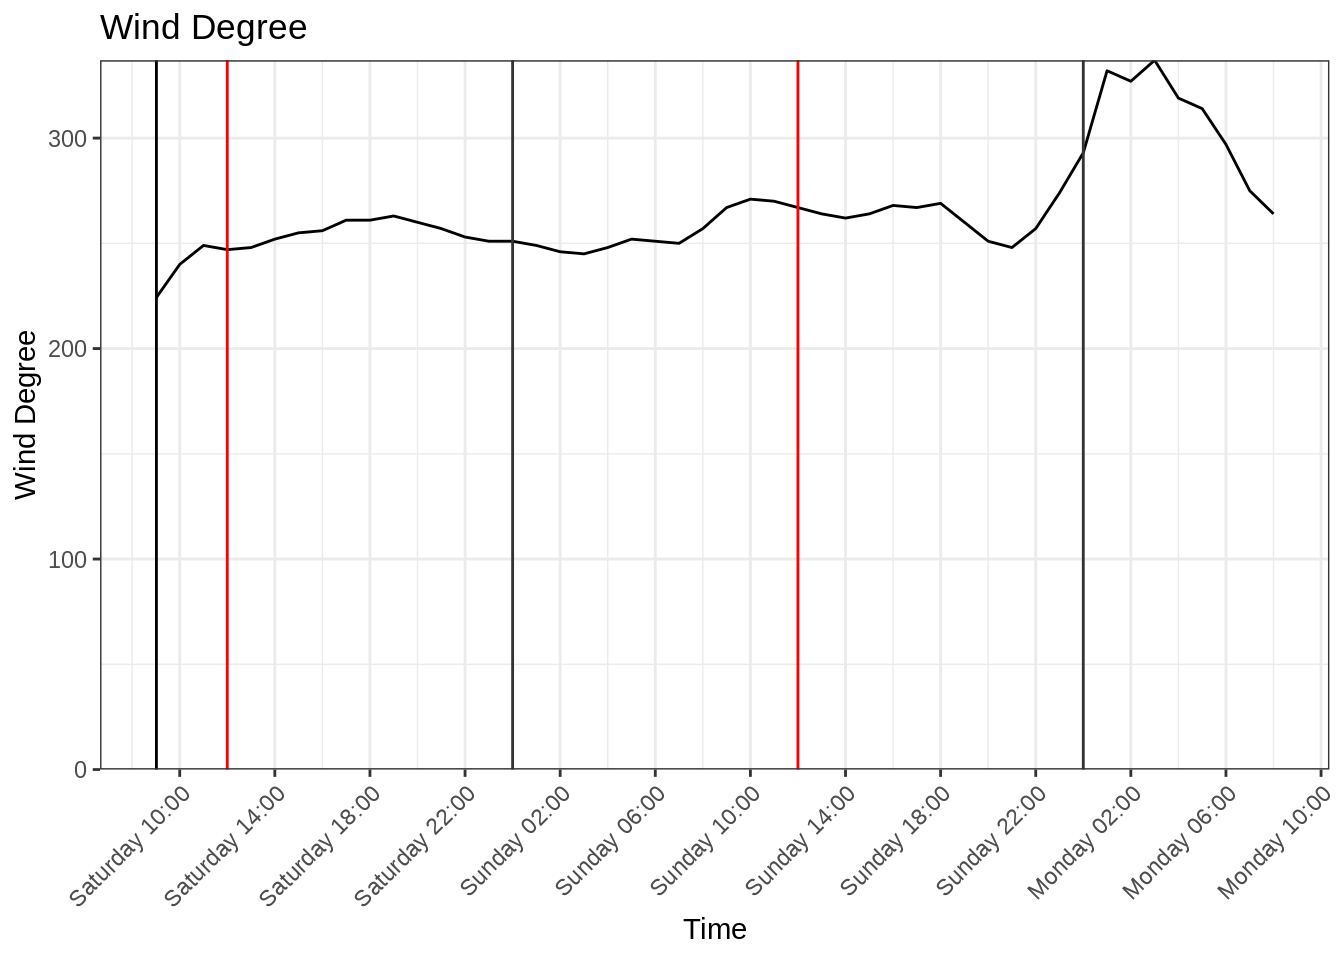 Wind Degree
Wind Degree
300
200
100
0
Saturday 10:00
Saturday 14:00
Saturday 18:00
Saturday 22:00
Sunday 02:00
Sunday 06:00
Sunday 10:00
Sunday 14:00
Sunday 18:00
Sunday 22:00
Monday 02:00
Monday 06:00
Monday 10:00
Time